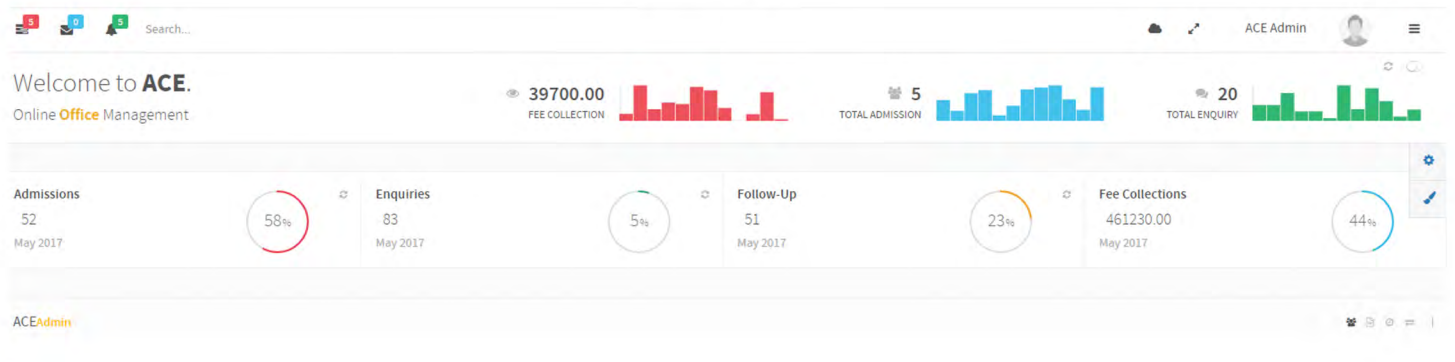 5 0 5 Search... ACE Admin
Welcome to ACE.
Online Office Management
39700.00
FEE COLLECTION
5
TOTAL ADMISSION
20
TOTAL ENQUIRY
Admissions
52
May 2017
58%
Enquiries
83
May 2017
5%
Follow-Up
51
May 2017
23%
Fee Collections
461230.00
May 2017
44%
ACEAdmin